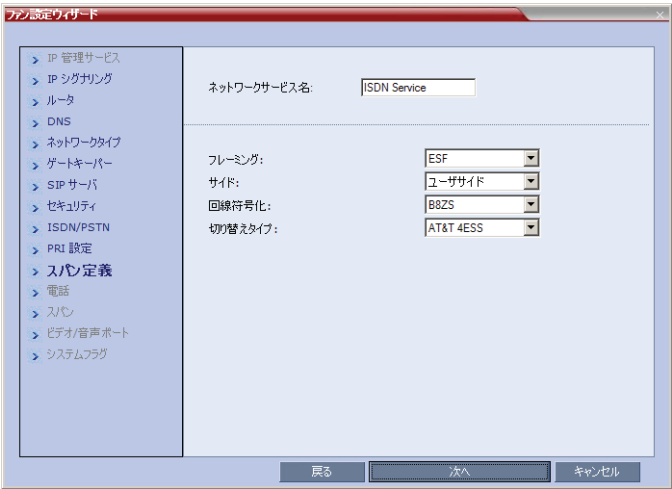 ファン設定ウィザード
IP 管理サービス
IP シグナリング
ルータ
DNS
ネットワークタイプ
ゲートキーパー
SIP サーバ
セキュリティ
ISDN/PSTN
PRI 設定
スパン定義
電話
スパン
ビデオ/音声ポート
システムフラグ
ネットワークサービス名: ISDN Service
フレーミング: ESF
サイド: ユーザサイド
回線符号化: B8ZS
切り替えタイプ: AT&T 4ESS
戻る 次へ キャンセル